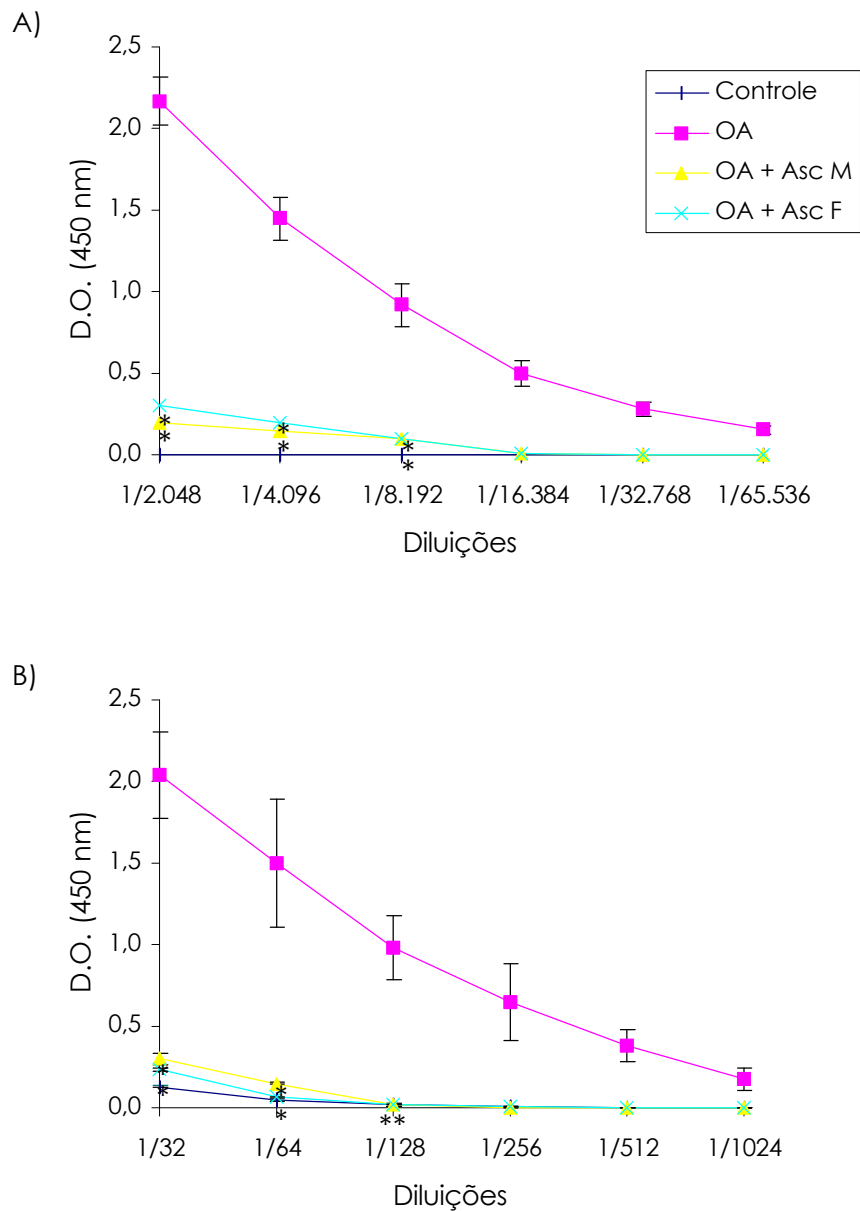 A)
2,5
2,0
1,5
1,0
0,5
0,0
D.O. (450 nm)
Controle
OA
OA + Asc M
OA + Asc F
*
*
*
*
*
*
1/2.048 1/4.096 1/8.192 1/16.384 1/32.768 1/65.536
Diluições
B)
2,5
2,0
1,5
1,0
0,5
0,0
D.O. (450 nm)
*
*
*
*
**
1/32 1/64 1/128 1/256 1/512 1/1024
Diluições